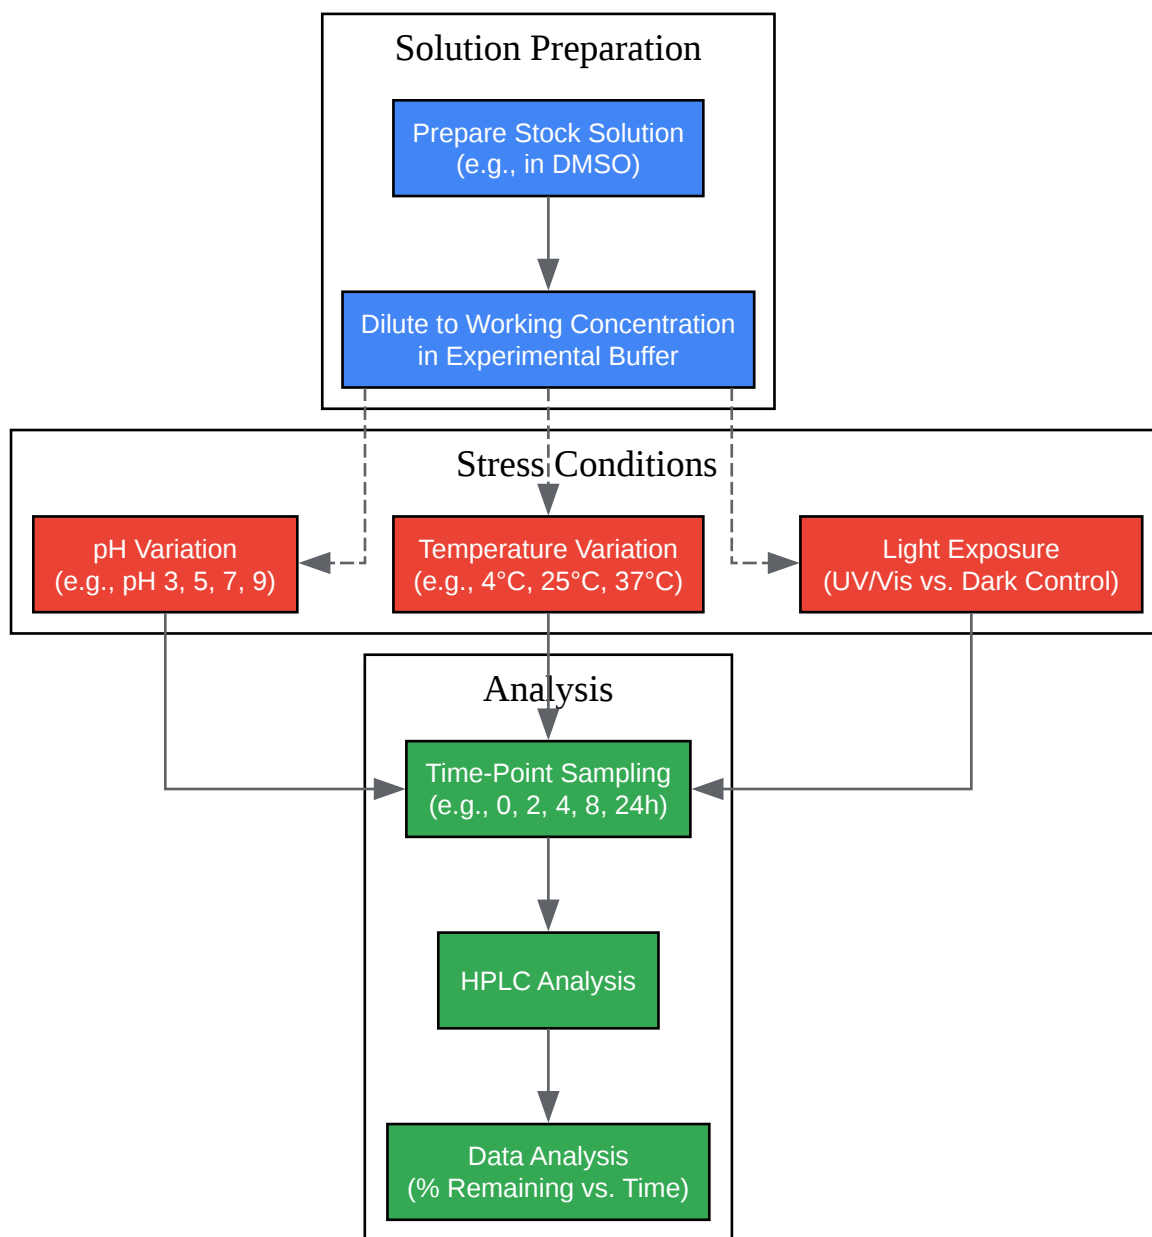 Solution Preparation
Prepare Stock Solution
(e.g., in DMSO)
Dilute to Working Concentration
in Experimental Buffer
Stress Conditions
pH Variation
(e.g., pH 3, 5, 7, 9)
Temperature Variation
(e.g., 4°C, 25°C, 37°C)
Light Exposure
(UV/Vis vs. Dark Control)
Analysis
Time-Point Sampling
(e.g., 0, 2, 4, 8, 24h)
HPLC Analysis
Data Analysis
(% Remaining vs. Time)